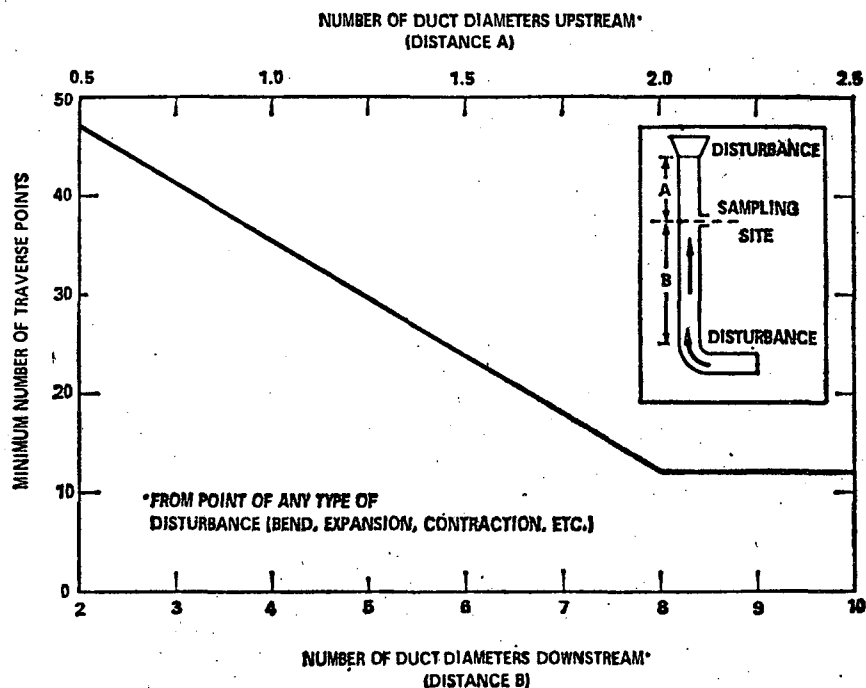 NUMBER OF DUCT DIAMETERS UPSTREAM*
(DISTANCE A)
0.5 1.0 1.5 2.0 2.5
50
40
30
20
10
0
MINIMUM NUMBER OF TRAVERSE POINTS
DISTURBANCE
A
SAMPLING
SITE
B
DISTURBANCE
*FROM POINT OF ANY TYPE OF
DISTURBANCE (BEND, EXPANSION, CONTRACTION, ETC.)
2 3 4 5 6 7 8 9 10
NUMBER OF DUCT DIAMETERS DOWNSTREAM*
(DISTANCE B)